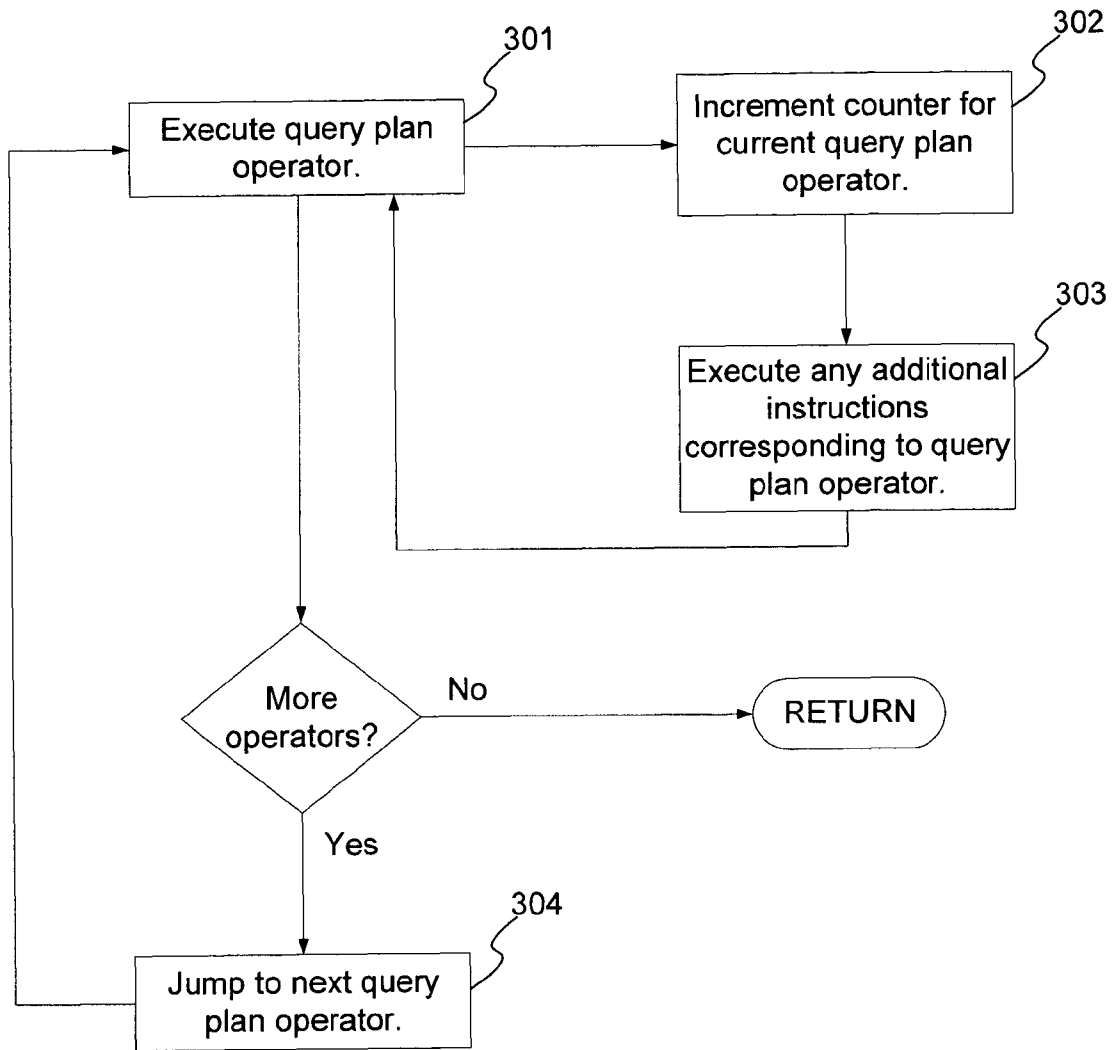 301
Execute query plan
operator.
302
Increment counter for
current query plan
operator.
303
Execute any additional
instructions
corresponding to query
plan operator.
More
operators?
No
RETURN
Yes
304
Jump to next query
plan operator.